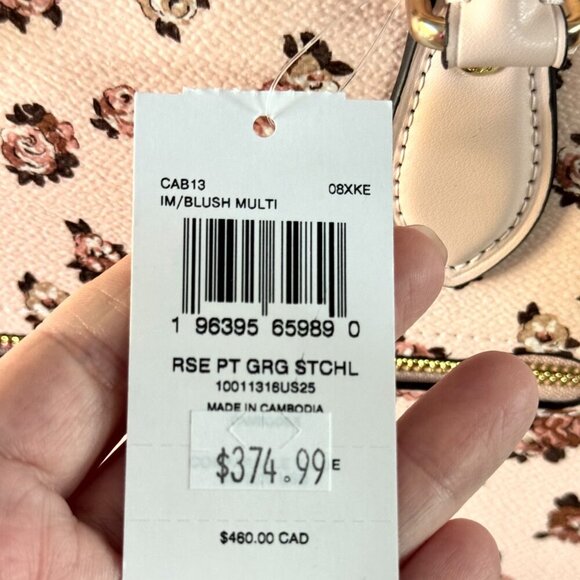 CAB13 08XKE
IM/BLUSH MULTI
1 96395 65989 0
RSE PT GRG STCHL
10011316US25
MADE IN CAMBODIA
$374.99 E
$460.00 CAD